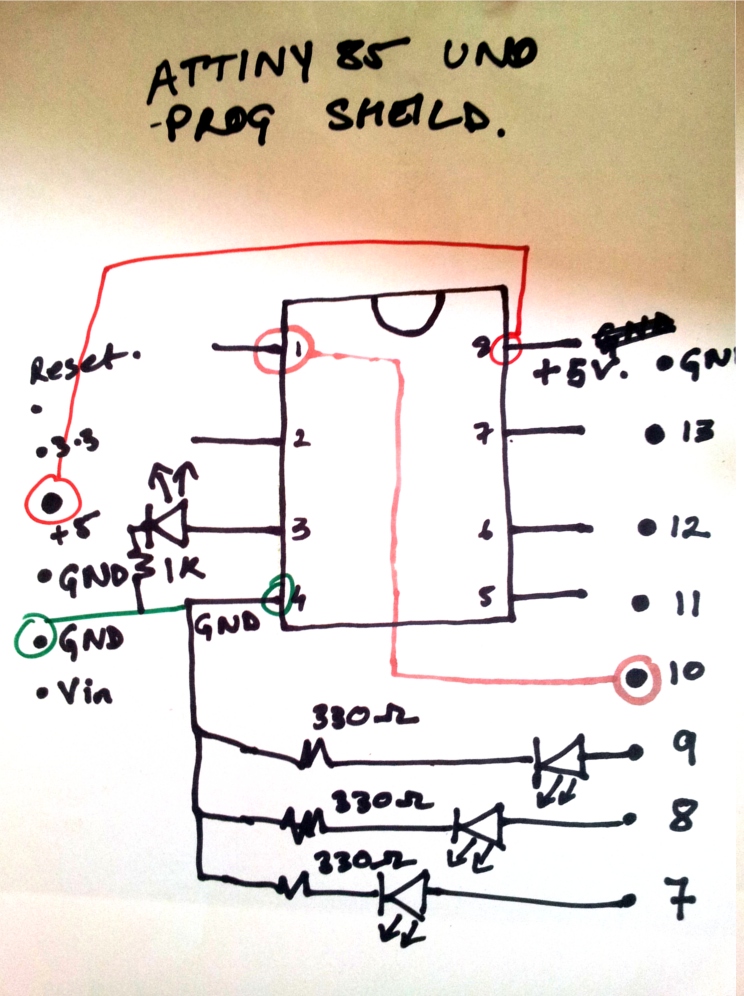 ATTINY 85 UNO
-PROG SHEILD.
Reset.
1
8
+5V.
GN
3.3
2
7
13
+5
3
6
12
GND
1K
4
5
11
GND
GND
10
Vin
330Ω
9
330Ω
8
330Ω
7